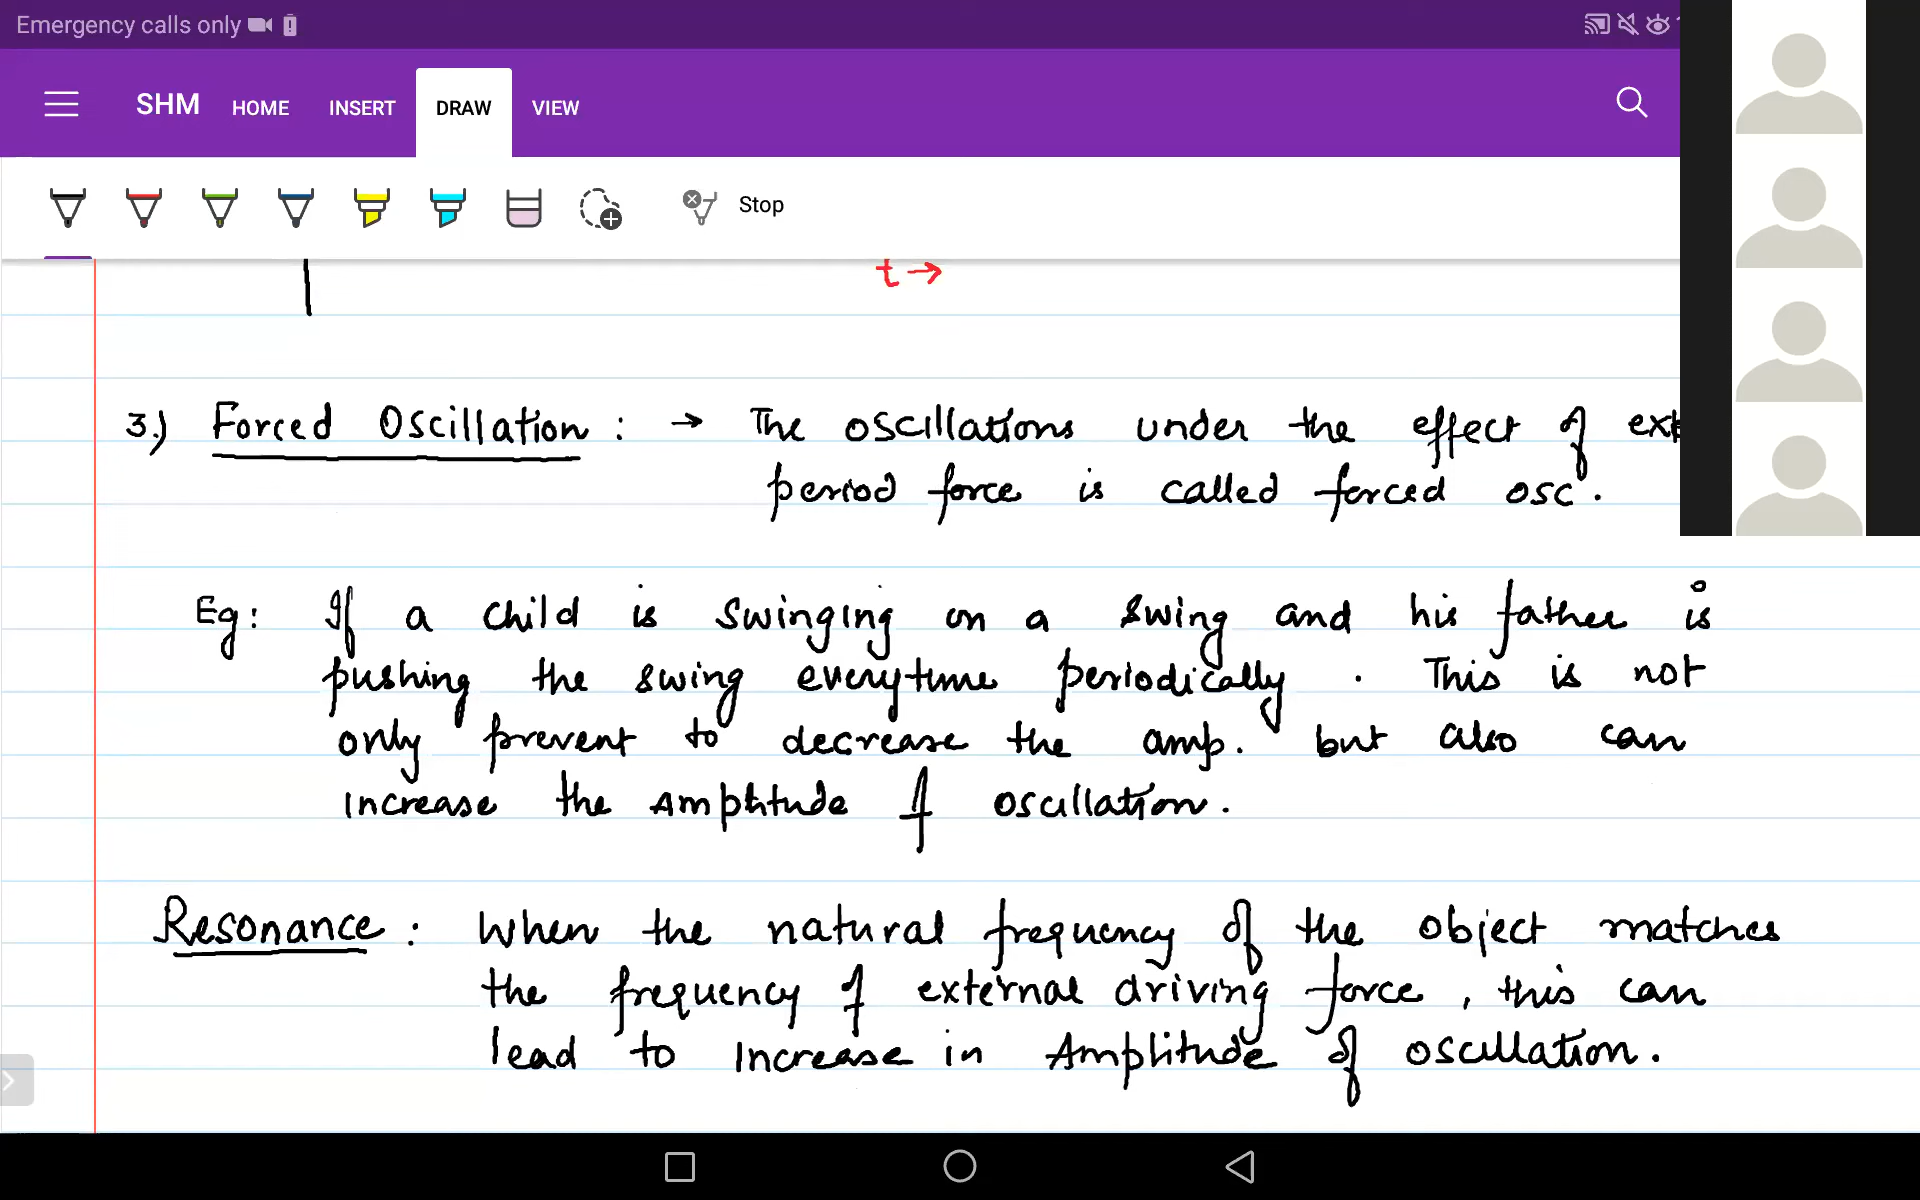 Emergency calls only
SHM HOME INSERT DRAW VIEW
Stop
t →
3.) Forced Oscillation : → The oscillations under the effect of
period force is called forced oscⁿ.
Eg: If a child is swinging on a swing and his father is
pushing the swing everytime periodically . This is not
only prevent to decrease the amp. but also can
increase the Amplitude of oscillation.
Resonance : When the natural frequency of the object matches
the frequency of external driving force , this can
lead to increase in Amplitude of oscillation.